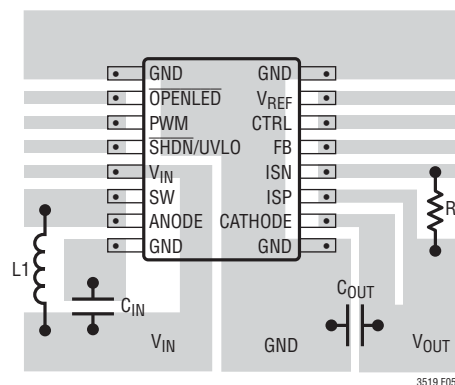 GND GND
OPENLED VREF
PWM CTRL
SHDN/UVLO FB
VIN ISN
SW ISP
ANODE CATHODE
GND GND
R
L1
CIN
COUT
VIN GND VOUT
3519 F05